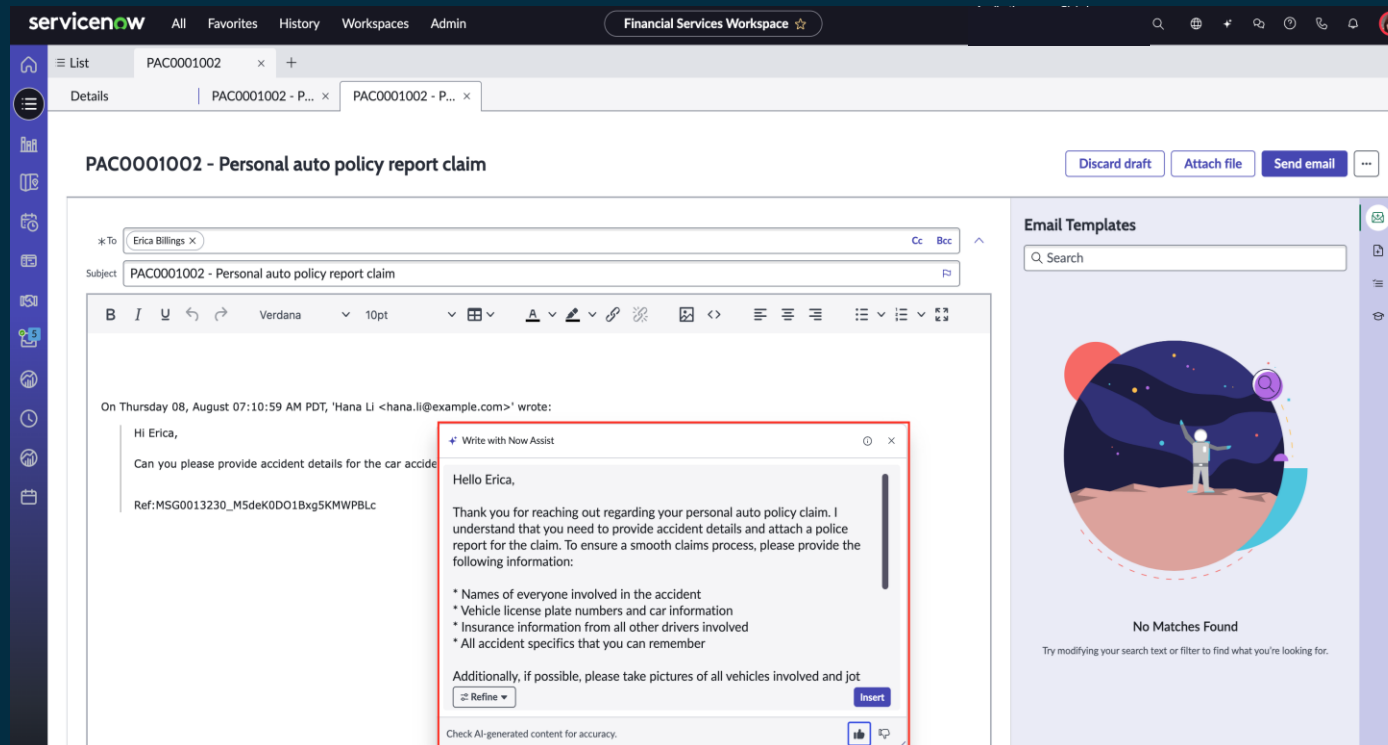 servicenow All Favorites History Workspaces Admin Financial Services Workspace
List PAC0001002 × +
Details PAC0001002 - P... × PAC0001002 - P... ×
PAC0001002 - Personal auto policy report claim
Discard draft Attach file Send email ...
To Erica Billings × Cc Bcc
Subject PAC0001002 - Personal auto policy report claim
B I U Verdana 10pt A
5
On Thursday 08, August 07:10:59 AM PDT, 'Hana Li <hana.li@example.com>' wrote:
Hi Erica,
Can you please provide accident details for the car accide
Ref:MSG0013230_M5deK0DO1Bxg5KMWPBLc
Write with Now Assist
Hello Erica,
Thank you for reaching out regarding your personal auto policy claim. I
understand that you need to provide accident details and attach a police
report for the claim. To ensure a smooth claims process, please provide the
following information:
* Names of everyone involved in the accident
* Vehicle license plate numbers and car information
* Insurance information from all other drivers involved
* All accident specifics that you can remember
Additionally, if possible, please take pictures of all vehicles involved and jot
Refine Insert
Check AI-generated content for accuracy.
Email Templates
Search
No Matches Found
Try modifying your search text or filter to find what you're looking for.